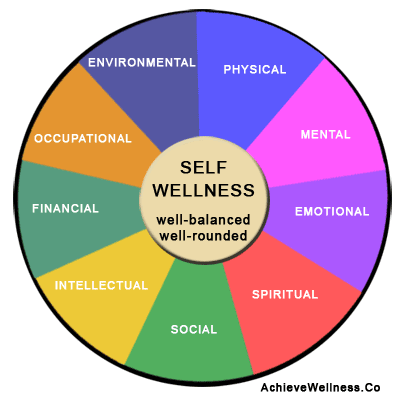 ENVIRONMENTAL
PHYSICAL
OCCUPATIONAL
MENTAL
SELF
WELLNESS
well-balanced
well-rounded
FINANCIAL
EMOTIONAL
INTELLECTUAL
SPIRITUAL
SOCIAL
AchieveWellness.Co